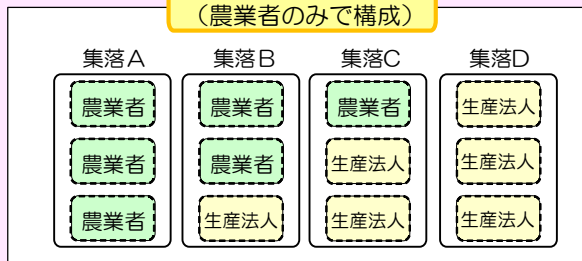 （農業者のみで構成）
集落Ａ 集落Ｂ 集落Ｃ 集落Ｄ
農業者 農業者 農業者 生産法人
農業者 農業者 生産法人 生産法人
農業者 生産法人 生産法人 生産法人